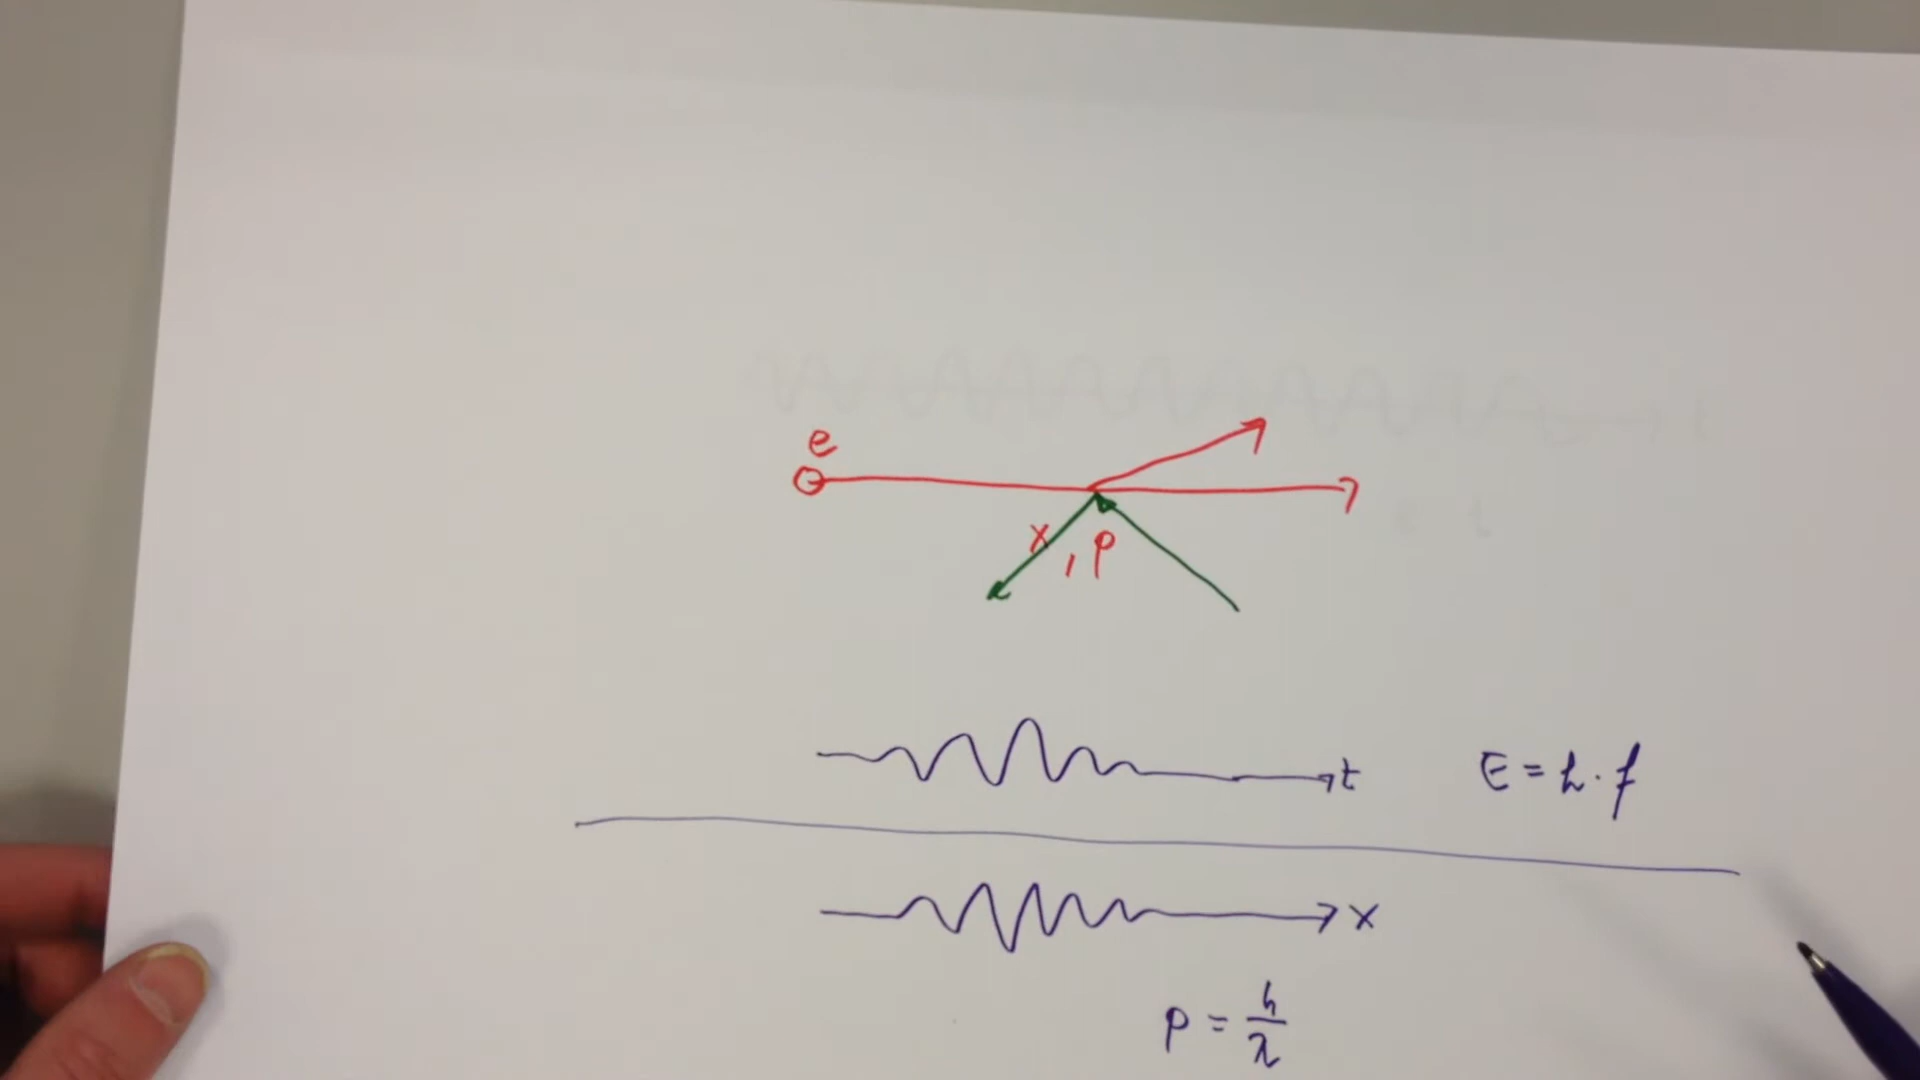 e
x, p
t E = h · f
x
p = h/λ